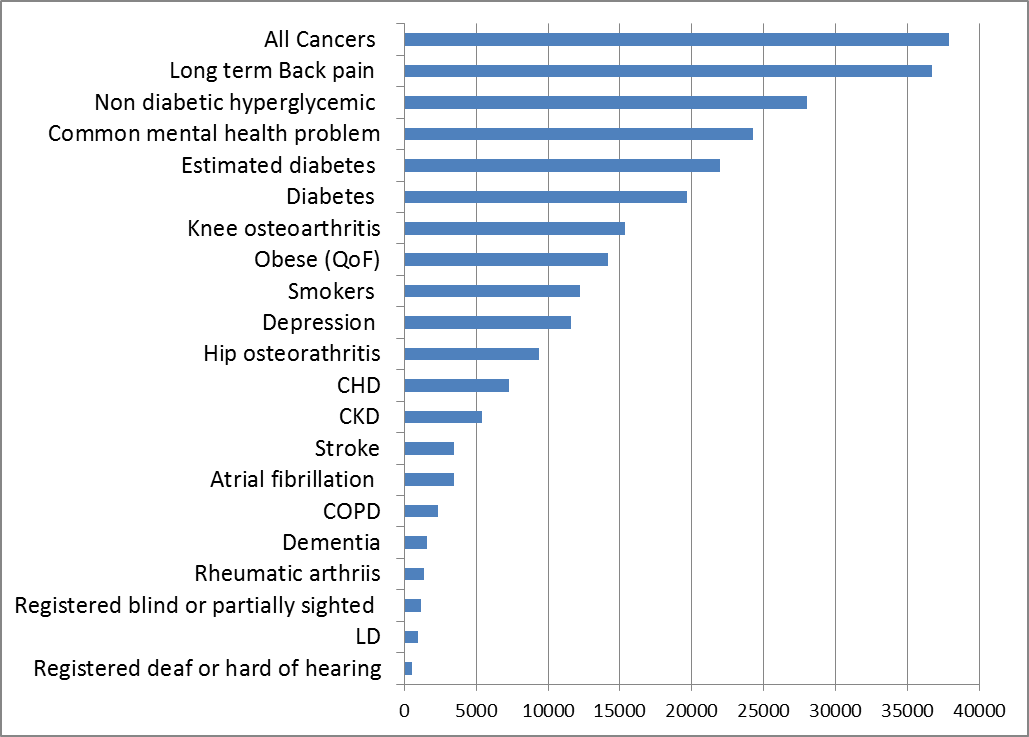 All Cancers
Long term Back pain
Non diabetic hyperglycemic
Common mental health problem
Estimated diabetes
Diabetes
Knee osteoarthritis
Obese (QoF)
Smokers
Depression
Hip osteorathritis
CHD
CKD
Stroke
Atrial fibrillation
COPD
Dementia
Rheumatic arthriis
Registered blind or partially sighted
LD
Registered deaf or hard of hearing
0 5000 10000 15000 20000 25000 30000 35000 40000